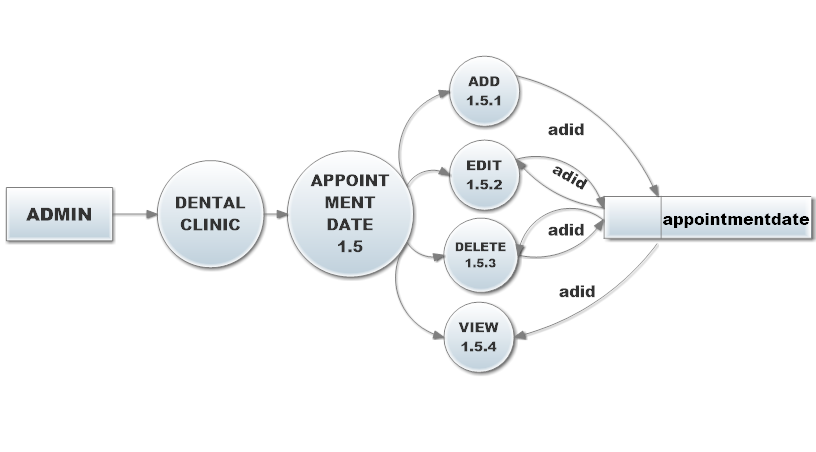 ADMIN
DENTAL
CLINIC
APPOINT
MENT
DATE
1.5
ADD
1.5.1
EDIT
1.5.2
DELETE
1.5.3
VIEW
1.5.4
adid
adid
adid
adid
appointmentdate